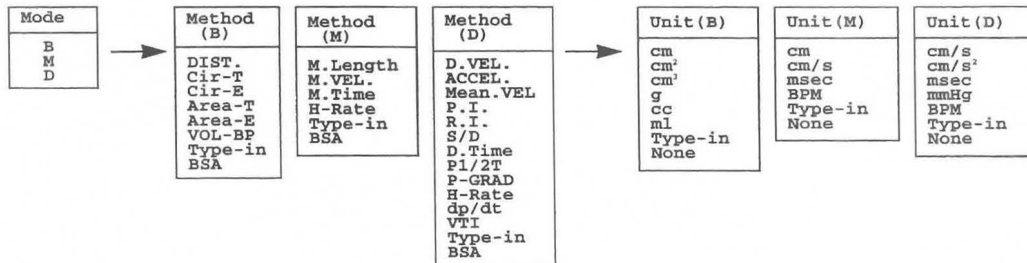 Mode
B
M
D
Method
(B)
DIST.
Cir-T
Cir-E
Area-T
Area-E
VOL-BP
Type-in
BSA
Method
(M)
M.Length
M.VEL.
M.Time
H-Rate
Type-in
BSA
Method
(D)
D.VEL.
ACCEL.
Mean.VEL
P.I.
R.I.
S/D
D.Time
P1/2T
P-GRAD
H-Rate
dp/dt
VTI
Type-in
BSA
Unit(B)
cm
cm²
cm³
g
cc
ml
Type-in
None
Unit(M)
cm
cm/s
msec
BPM
Type-in
None
Unit(D)
cm/s
cm/s²
msec
mmHg
BPM
Type-in
None